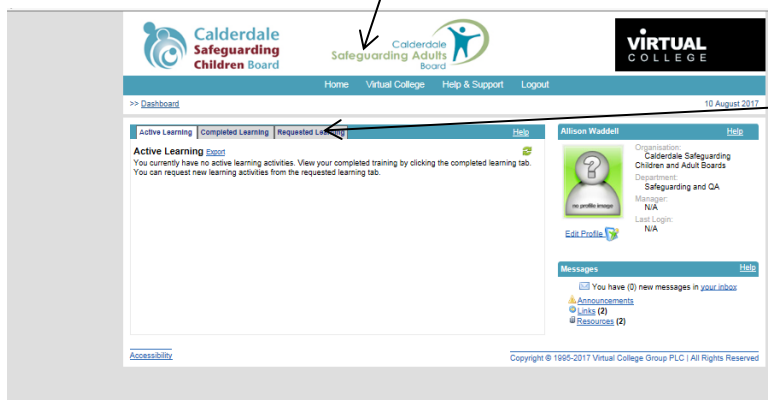 Calderdale
Safeguarding
Children Board
Calderdale
Safeguarding Adults
Board
VIRTUAL
COLLEGE
Home Virtual College Help & Support Logout
>> Dashboard 10 August 2017
Active Learning Completed Learning Requested Learning Help
Active Learning Export
You currently have no active learning activities. View your completed training by clicking the completed learning tab.
You can request new learning activities from the requested learning tab.
Allison Waddell Help
no profile image
Edit Profile
Organisation:
Calderdale Safeguarding
Children and Adult Boards
Department:
Safeguarding and QA
Manager:
N/A
Last Login:
N/A
Messages Help
You have (0) new messages in your inbox
Announcements
Links (2)
Resources (2)
Accessibility
Copyright © 1995-2017 Virtual College Group PLC | All Rights Reserved